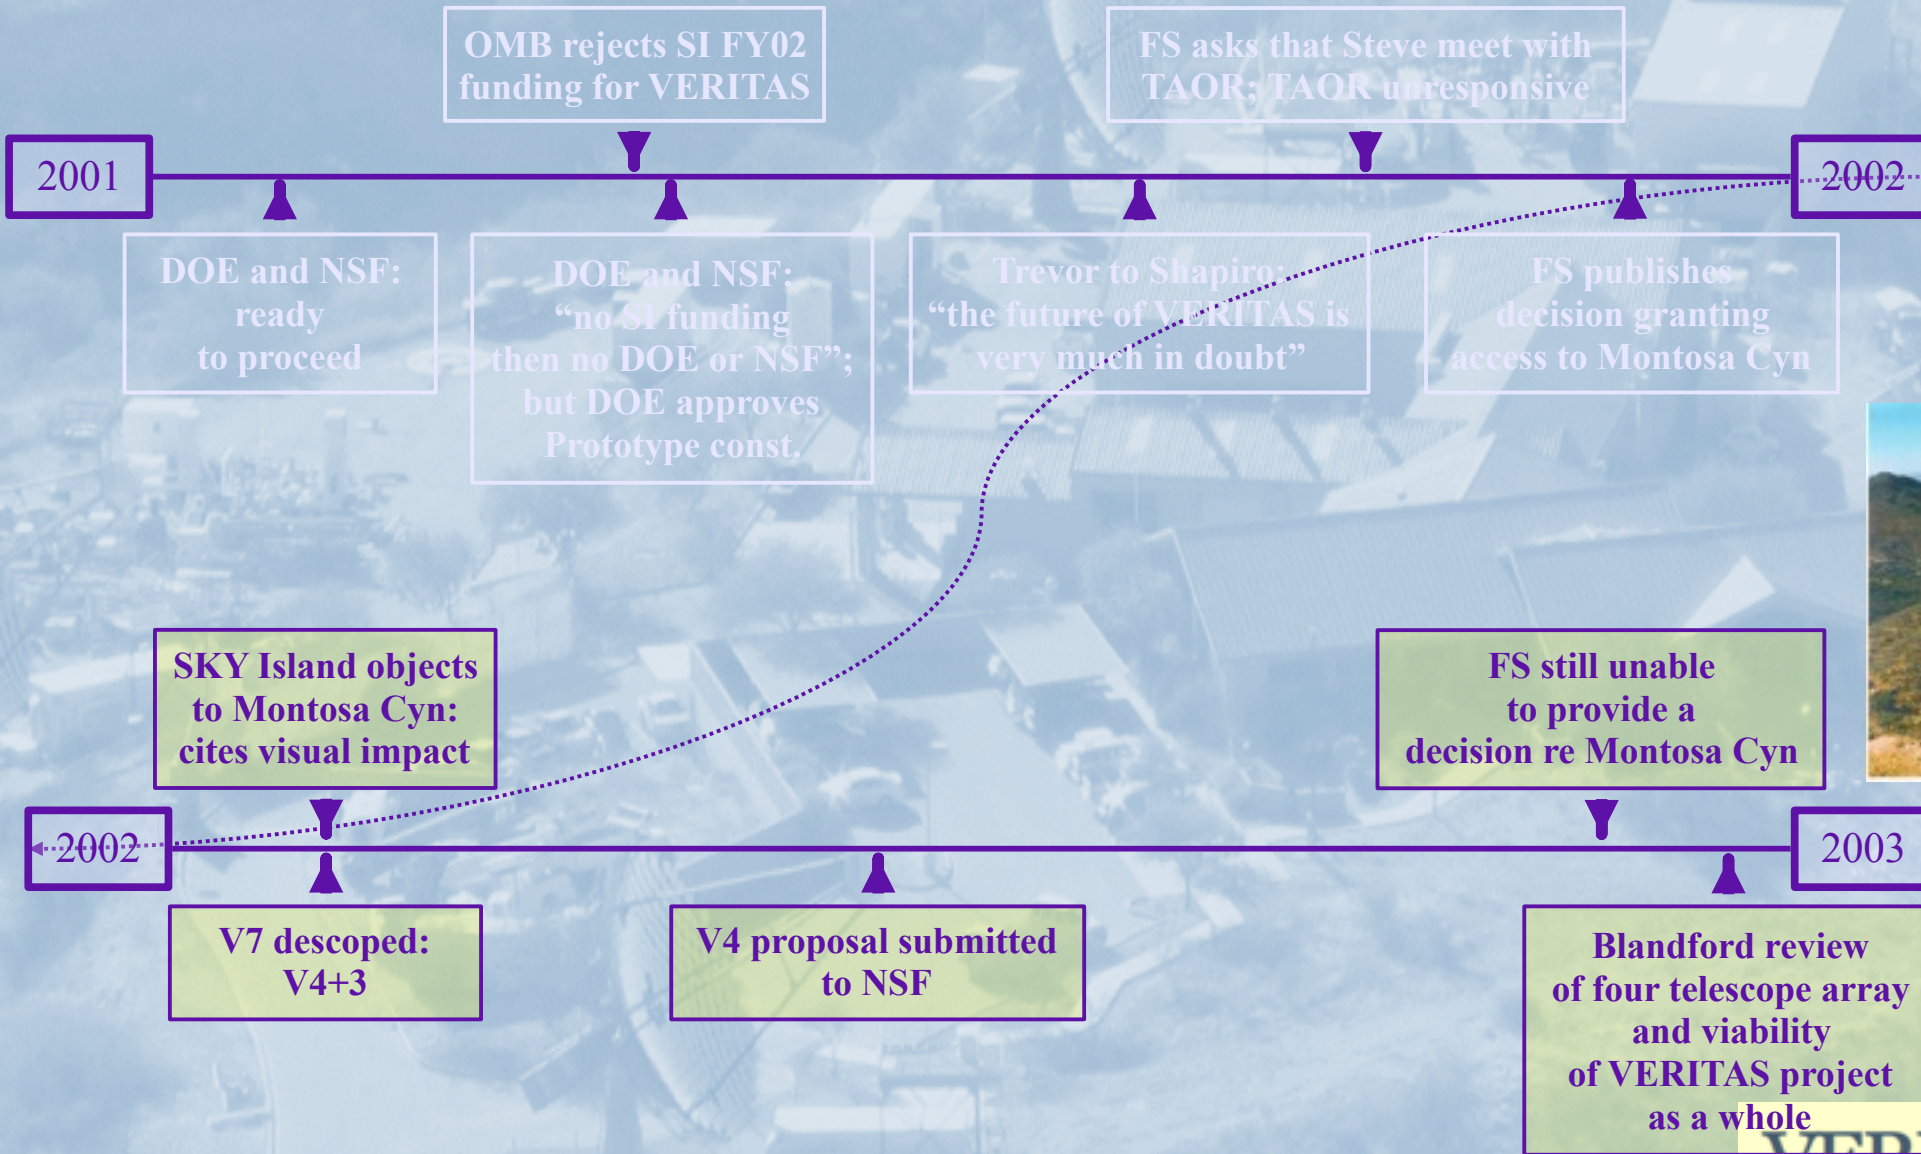 OMB rejects SI FY02
funding for VERITAS
FS asks that Steve meet with
TAOR; TAOR unresponsive
2001
2002
DOE and NSF:
ready
to proceed
DOE and NSF:
“no SI funding
then no DOE or NSF”;
but DOE approves
Prototype const.
Trevor to Shapiro:
“the future of VERITAS is
very much in doubt”
FS publishes
decision granting
access to Montosa Cyn
SKY Island objects
to Montosa Cyn:
cites visual impact
FS still unable
to provide a
decision re Montosa Cyn
2002
2003
V7 descoped:
V4+3
V4 proposal submitted
to NSF
Blandford review
of four telescope array
and viability
of VERITAS project
as a whole